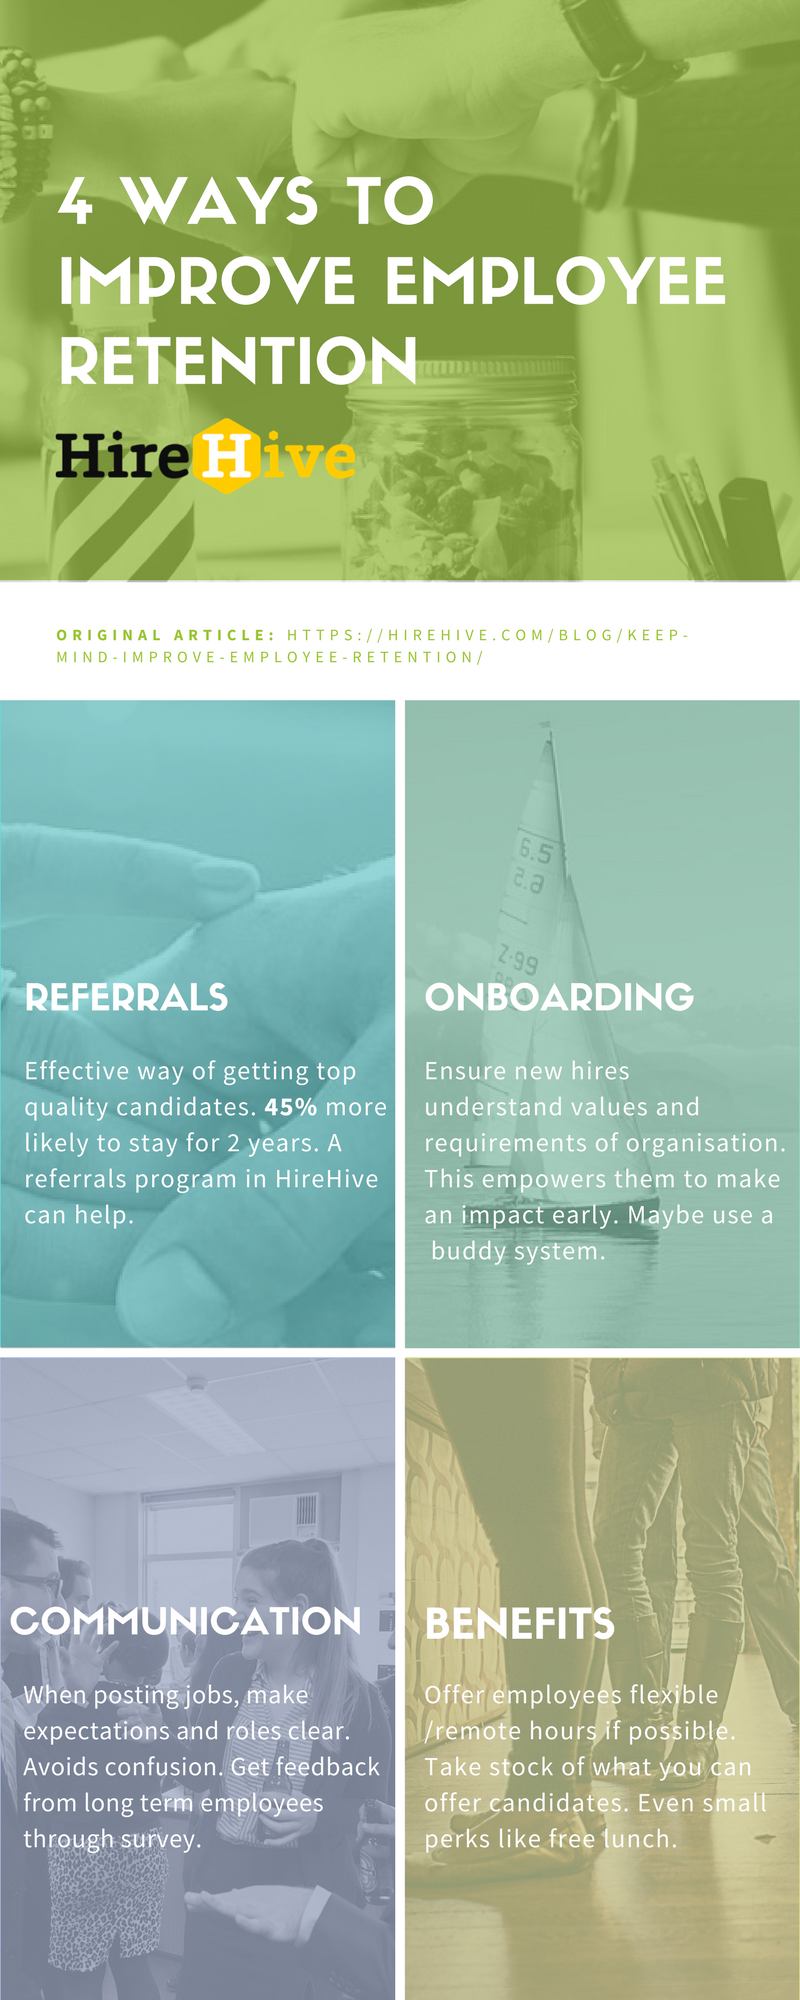 4 WAYS TO
IMPROVE EMPLOYEE
RETENTION
HireHive
ORIGINAL ARTICLE: HTTPS://HIREHIVE.COM/BLOG/KEEP-
MIND-IMPROVE-EMPLOYEE-RETENTION/
REFERRALS
Effective way of getting top
quality candidates. 45% more
likely to stay for 2 years. A
referrals program in HireHive
can help.
6.5
Z-99
ONBOARDING
Ensure new hires
understand values and
requirements of organisation.
This empowers them to make
an impact early. Maybe use a
buddy system.
COMMUNICATION
When posting jobs, make
expectations and roles clear.
Avoids confusion. Get feedback
from long term employees
through survey.
BENEFITS
Offer employees flexible
/remote hours if possible.
Take stock of what you can
offer candidates. Even small
perks like free lunch.